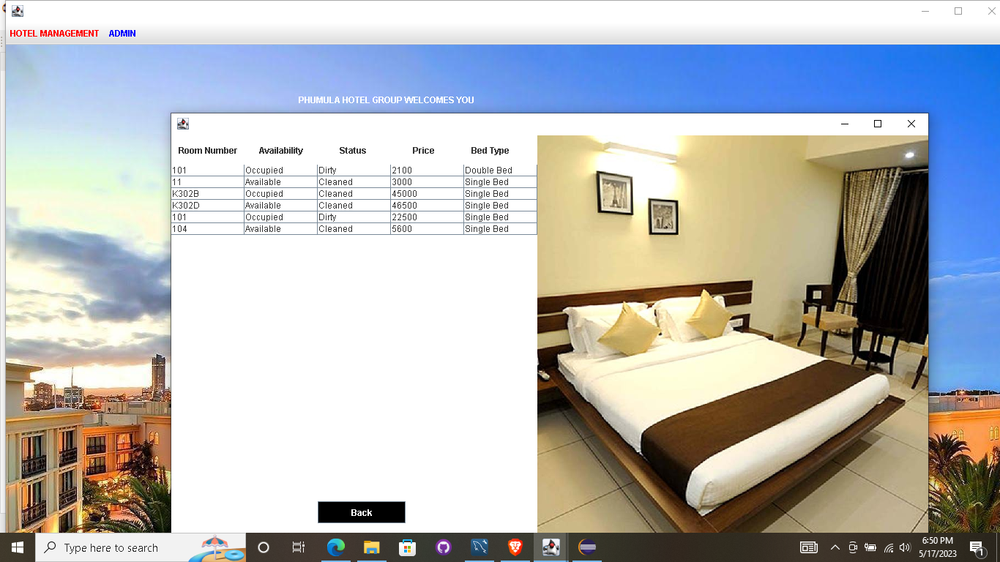 HOTEL MANAGEMENT ADMIN
PHUMULA HOTEL GROUP WELCOMES YOU
Room Number Availability Status Price Bed Type
101 Occupied Dirty 2100 Double Bed
11 Available Cleaned 3000 Single Bed
K302B Occupied Cleaned 45000 Single Bed
K302D Available Cleaned 46500 Single Bed
101 Occupied Dirty 22500 Single Bed
104 Available Cleaned 5600 Single Bed
Back
Type here to search
6:50 PM
5/17/2023
1